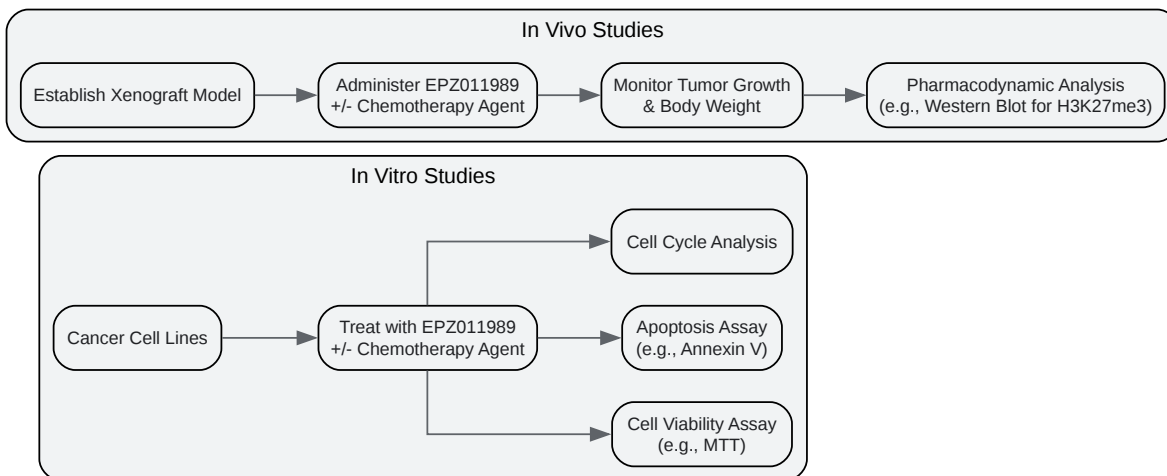 In Vivo Studies
Establish Xenograft Model
Administer EPZ011989
+/- Chemotherapy Agent
Monitor Tumor Growth
& Body Weight
Pharmacodynamic Analysis
(e.g., Western Blot for H3K27me3)
In Vitro Studies
Cancer Cell Lines
Treat with EPZ011989
+/- Chemotherapy Agent
Cell Cycle Analysis
Apoptosis Assay
(e.g., Annexin V)
Cell Viability Assay
(e.g., MTT)